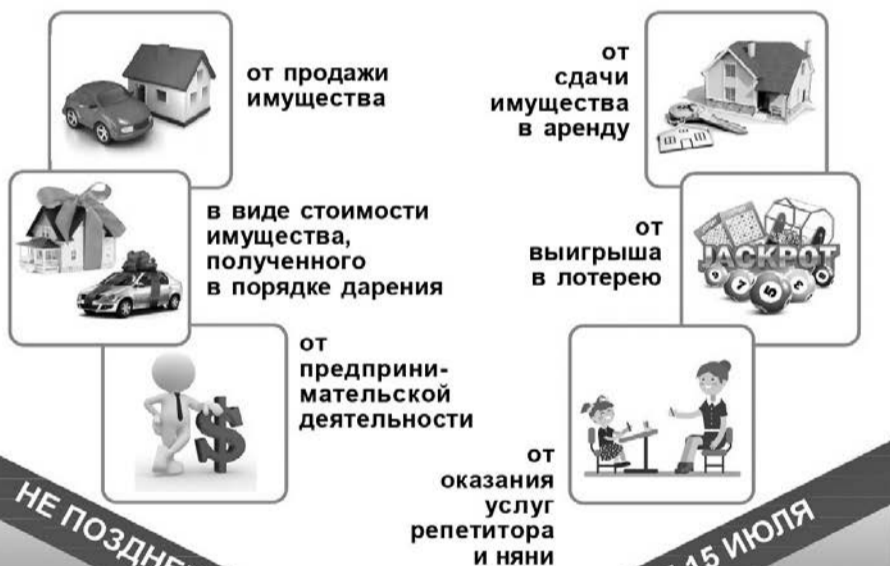 от продажи
имущества
в виде стоимости
имущества,
полученного
в порядке дарения
от
предприни-
мательской
деятельности
от
сдачи
имущества
в аренду
от
выигрыша
в лотерею
JACKPOT
от
оказания
услуг
репетитора
и няни
НЕ
15 ИЮЛЯ